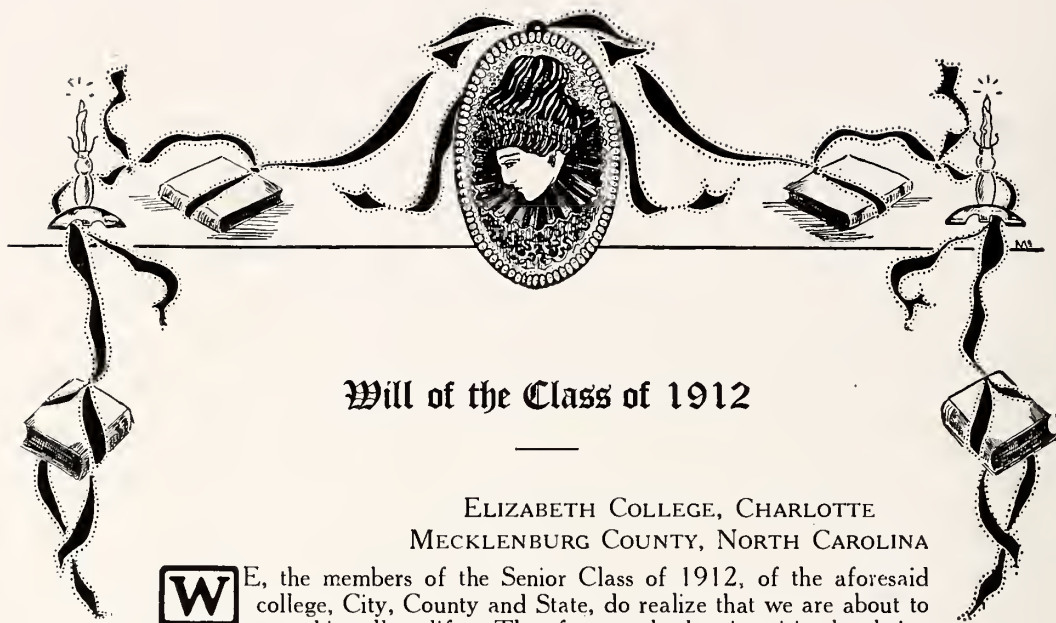 Will of the Class of 1912
ELIZABETH COLLEGE, CHARLOTTE
MECKLENBURG COUNTY, NORTH CAROLINA
WE, the members of the Senior Class of 1912, of the aforesaid
college, City, County and State, do realize that we are about to